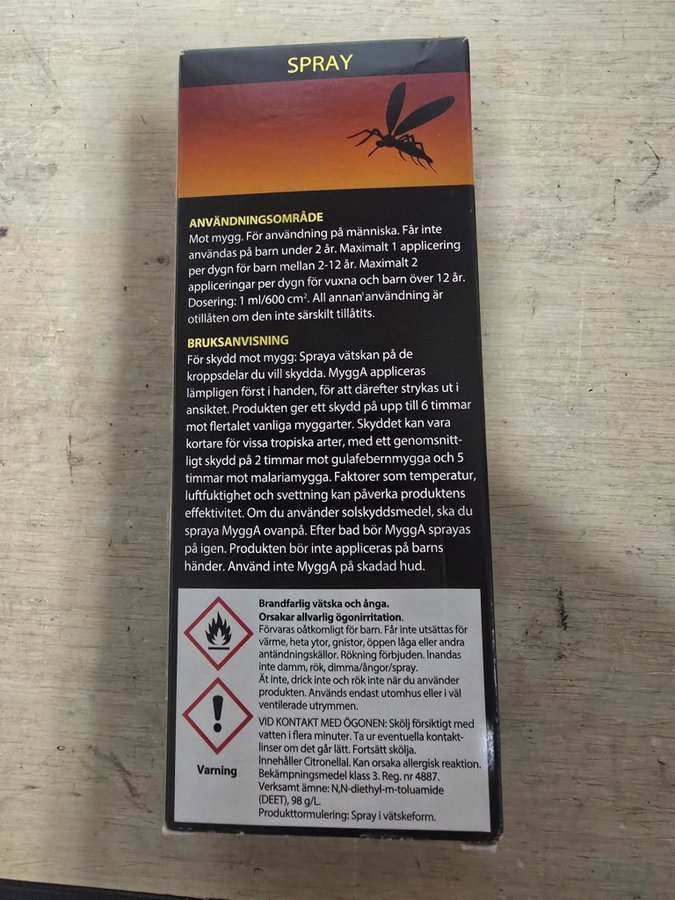 SPRAY
ANVÄNDNINGSOMRÅDE
Mot mygg. För användning på människa. Får inte
användas på barn under 2 år. Maximalt 1 applicering
per dygn för barn mellan 2-12 år. Maximalt 2
appliceringar per dygn för vuxna och barn över 12 år.
Dosering: 1 ml/600 cm². All annan användning är
otillåten om den inte särskilt tillåtits.
BRUKSANVISNING
För skydd mot mygg: Spraya vätskan på de
kroppsdelar du vill skydda. MyggA appliceras
lämpligen först i handen, för att därefter strykas ut i
ansiktet. Produkten ger ett skydd på upp till 6 timmar
mot flertalet vanliga myggarter. Skyddet kan vara
kortare för vissa tropiska arter, med ett genomsnitt-
ligt skydd på 2 timmar mot gulafebernmygga och 5
timmar mot malariamygga. Faktorer som temperatur,
luftfuktighet och svettning kan påverka produktens
effektivitet. Om du använder solskyddsmedel, ska du
spraya MyggA ovanpå. Efter bad bör MyggA sprayas
på igen. Produkten bör inte appliceras på barns
händer. Använd inte MyggA på skadad hud.
Brandfarlig vätska och ånga.
Orsakar allvarlig ögonirritation.
Förvaras oåtkomligt för barn. Får inte utsättas för
värme, heta ytor, gnistor, öppen låga eller andra
antändningskällor. Rökning förbjuden. Inandas
inte damm, rök, dimma/ångor/spray.
Ät inte, drick inte och rök inte när du använder
produkten. Används endast utomhus eller i väl
ventilerade utrymmen.
VID KONTAKT MED ÖGONEN: Skölj försiktigt med
vatten i flera minuter. Ta ur eventuella kontakt-
linser om det går lätt. Fortsätt skölja.
Innehåller Citronellal. Kan orsaka allergisk reaktion.
Bekämpningsmedel klass 3. Reg. nr 4887.
Verksamt ämne: N,N-diethyl-m-toluamide
(DEET), 98 g/L.
Produktformulering: Spray i vätskeform.
Varning